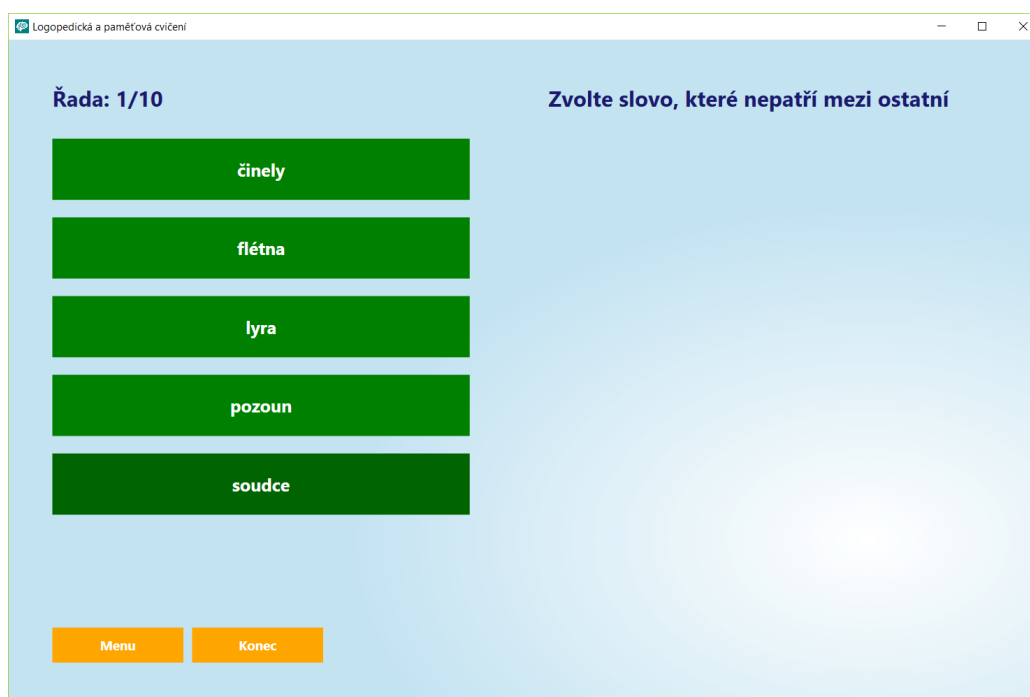 Logopedická a paměťová cvičení
Řada: 1/10
Zvolte slovo, které nepatří mezi ostatní
činely
flétna
lyra
pozoun
soudce
Menu
Konec